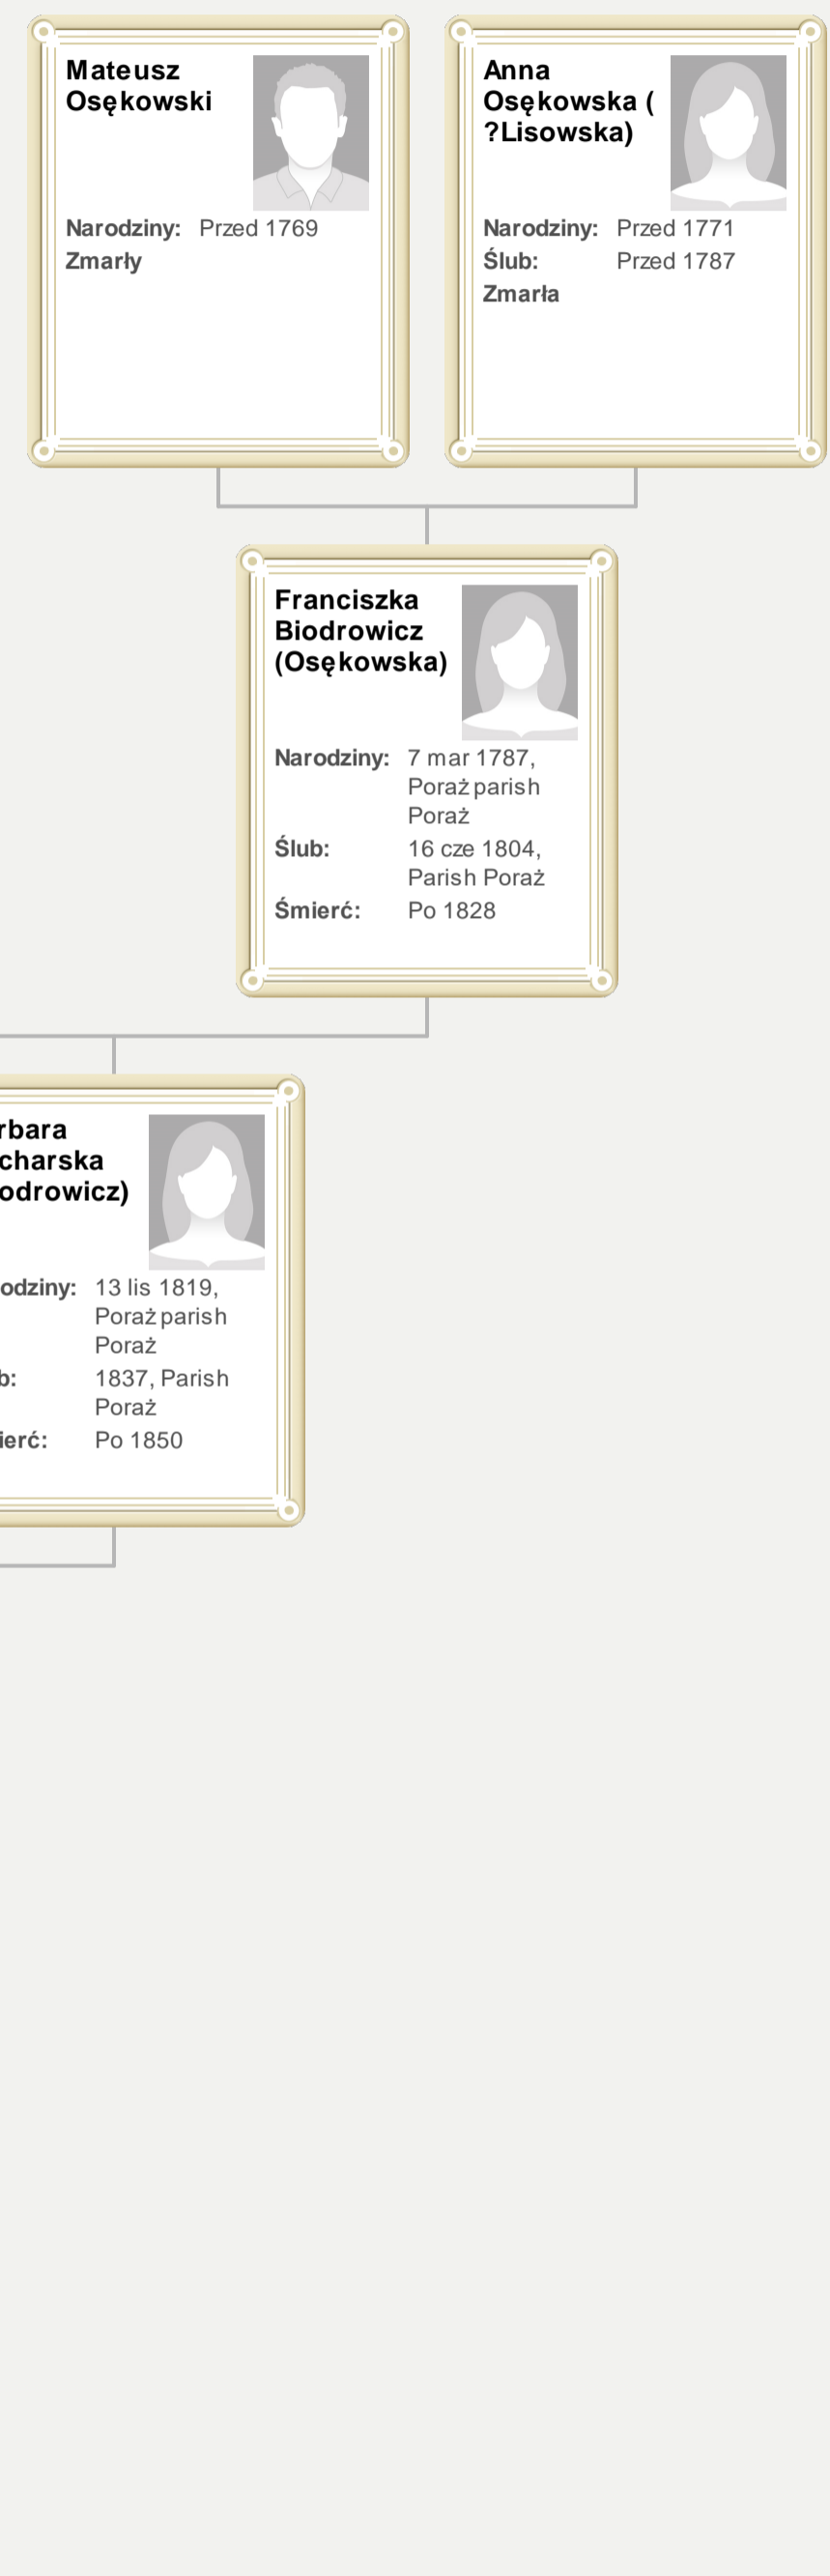 Mateusz
Osękowski
Narodziny: Przed 1769
Zmarły
Anna
Osękowska (
?Lisowska)
Narodziny: Przed 1771
Ślub: Przed 1787
Zmarła
Franciszka
Biodrowicz
(Osękowska)
Narodziny: 7 mar 1787,
Poraż parish
Poraż
Ślub: 16 cze 1804,
Parish Poraż
Śmierć: Po 1828
rbara
charska
odrowicz)
odziny: 13 lis 1819,
Poraż parish
Poraż
b: 1837, Parish
Poraż
ierć: Po 1850